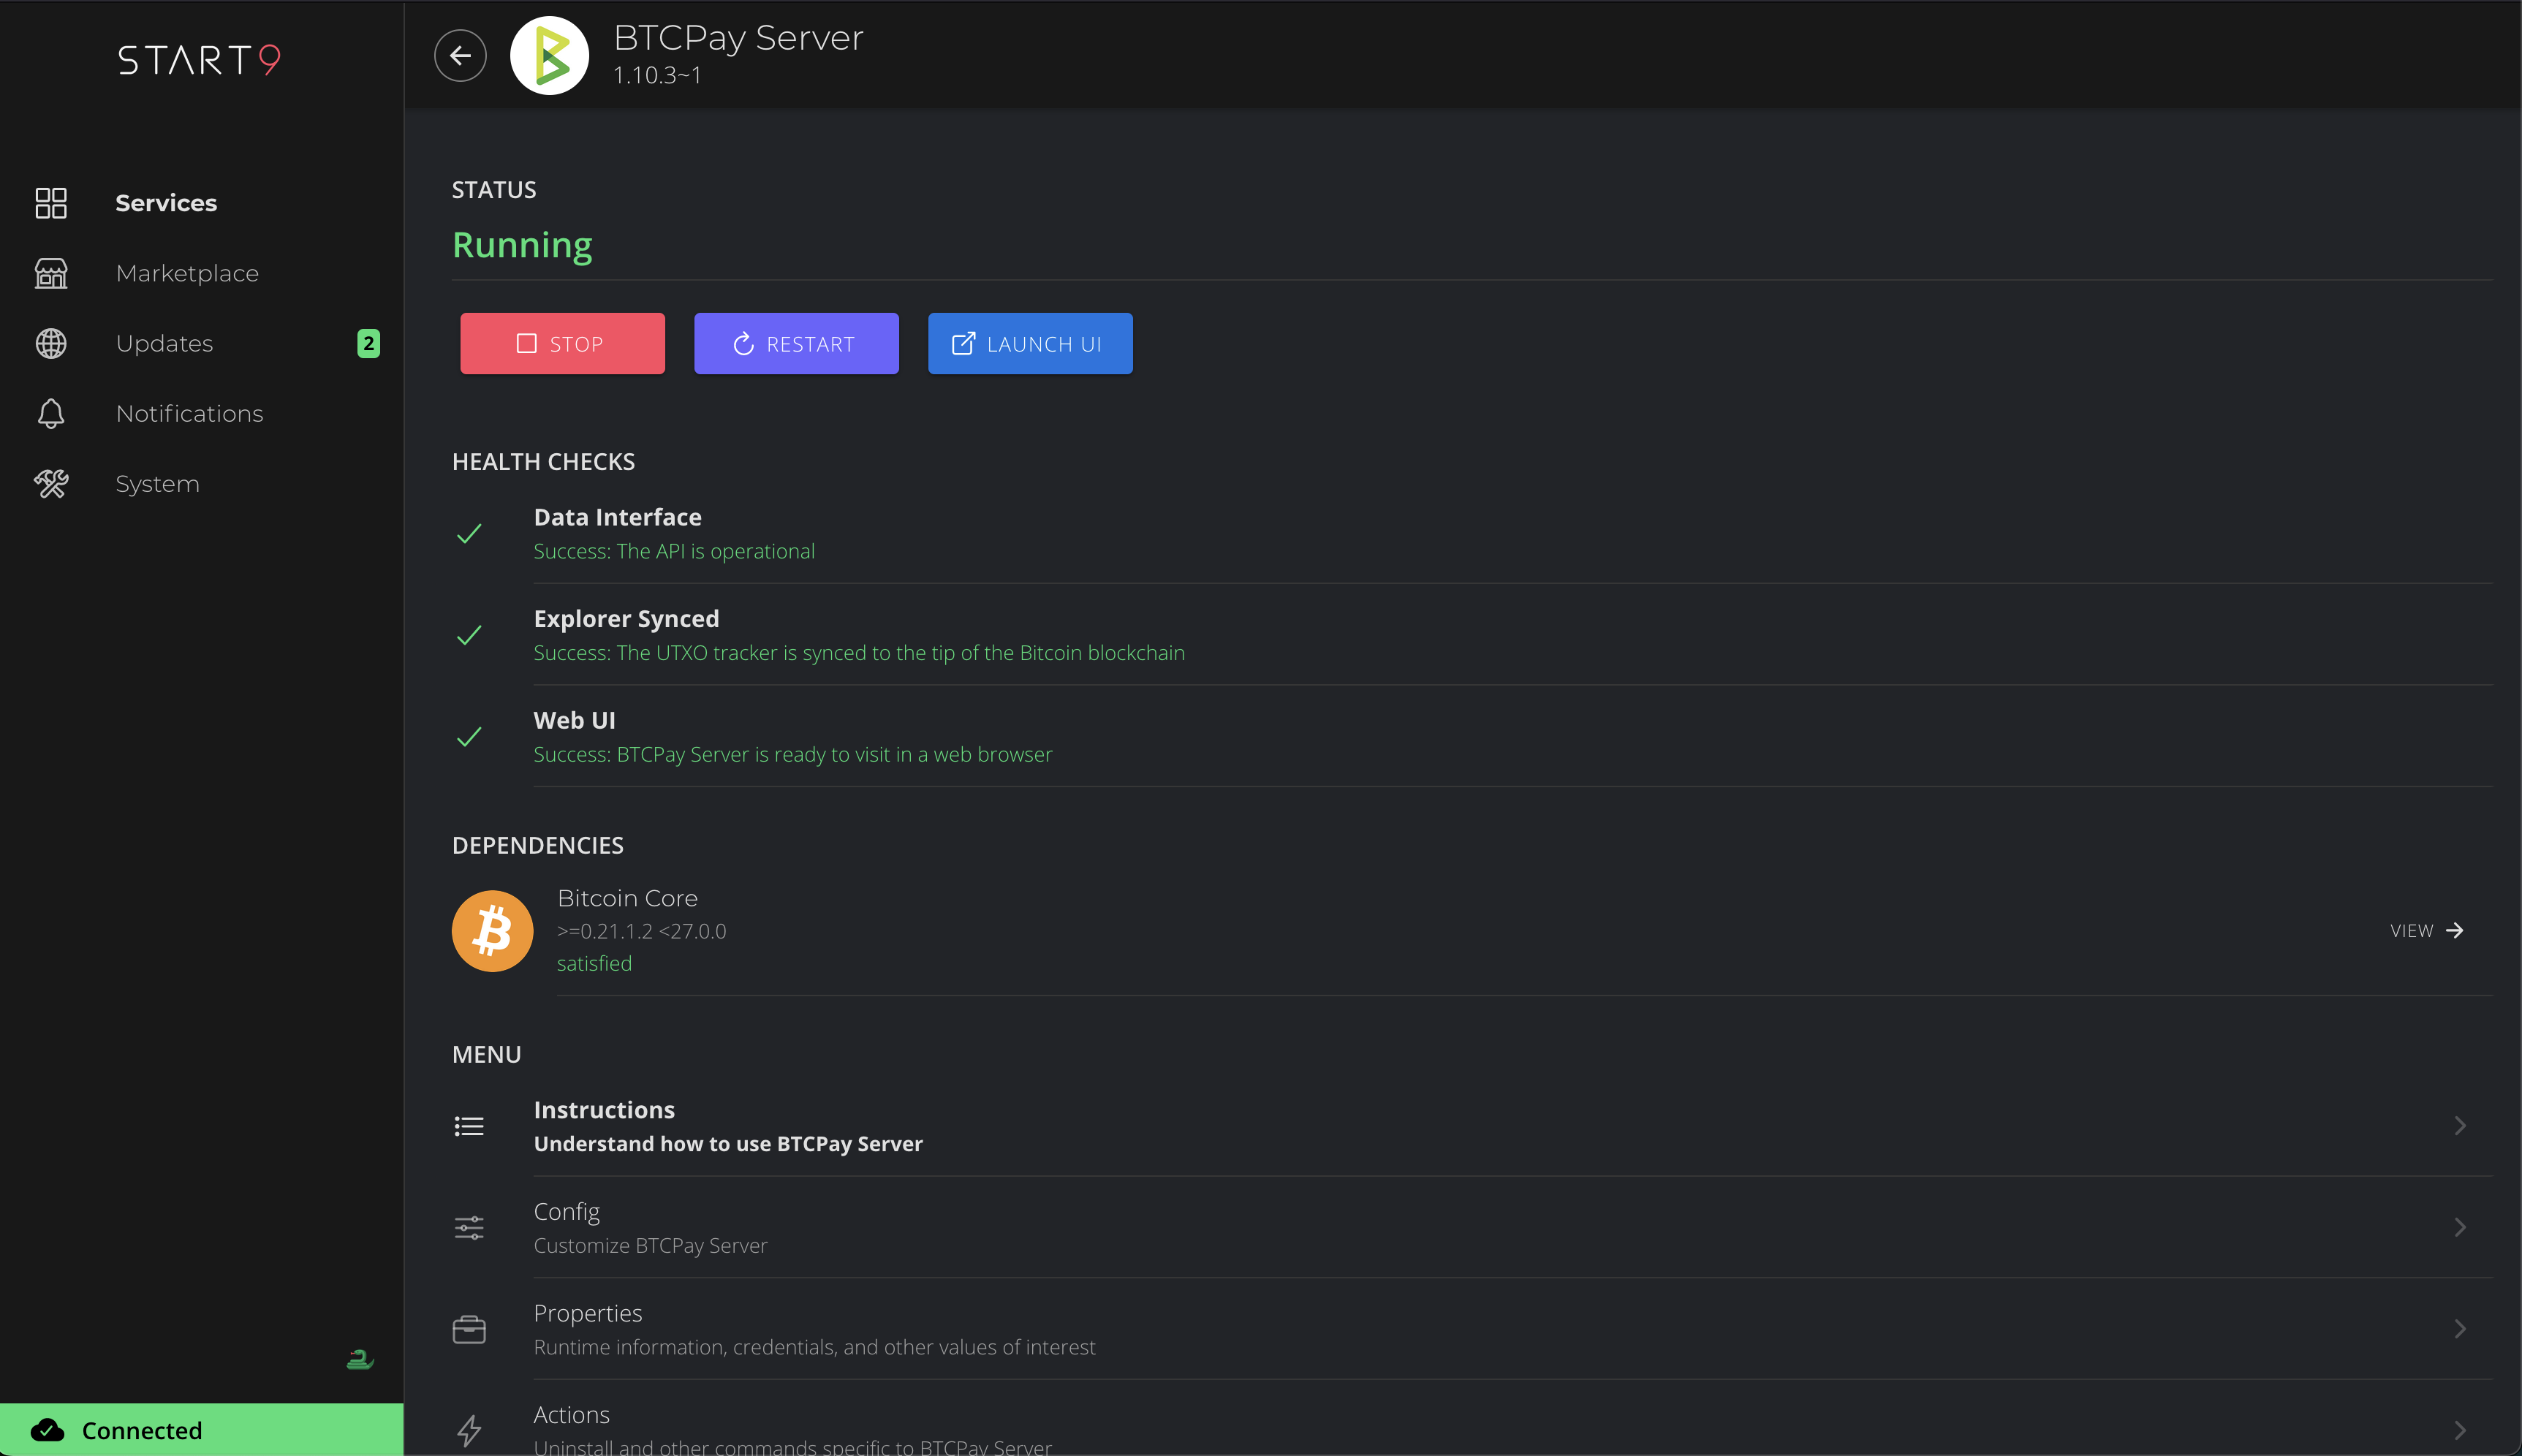 START9
Services
Marketplace
Updates
2
Notifications
System
Connected
BTCPay Server
1.10.3~1
STATUS
Running
STOP
RESTART
LAUNCH UI
HEALTH CHECKS
Data Interface
Success: The API is operational
Explorer Synced
Success: The UTXO tracker is synced to the tip of the Bitcoin blockchain
Web UI
Success: BTCPay Server is ready to visit in a web browser
DEPENDENCIES
Bitcoin Core
>=0.21.1.2 <27.0.0
satisfied
VIEW
MENU
Instructions
Understand how to use BTCPay Server
Config
Customize BTCPay Server
Properties
Runtime information, credentials, and other values of interest
Actions
Uninstall and other commands specific to BTCPay Server